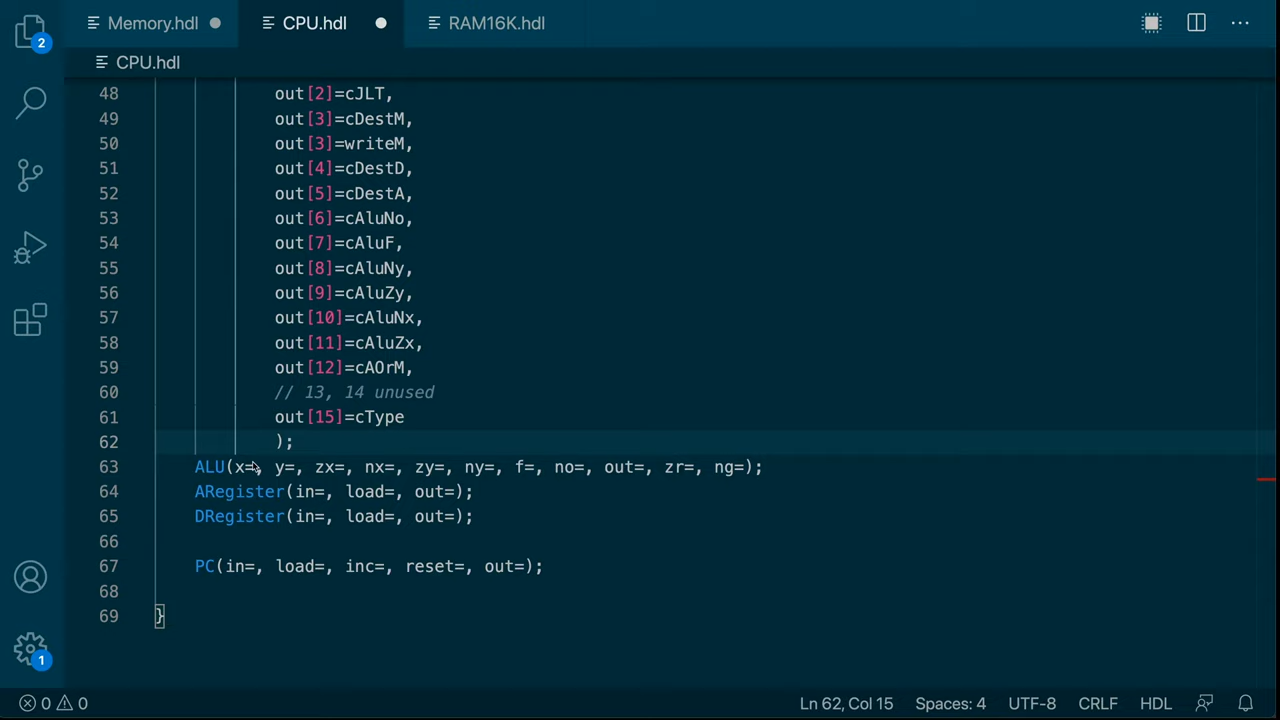 Memory.hdl
CPU.hdl
RAM16K.hdl
CPU.hdl
2
48 out[2]=cJLT,
49 out[3]=cDestM,
50 out[3]=writeM,
51 out[4]=cDestD,
52 out[5]=cDestA,
53 out[6]=cAluNo,
54 out[7]=cAluF,
55 out[8]=cAluNy,
56 out[9]=cAluZy,
57 out[10]=cAluNx,
58 out[11]=cAluZx,
59 out[12]=cAOrM,
60 // 13, 14 unused
61 out[15]=cType
62 );
63 ALU(x=, y=, zx=, nx=, zy=, ny=, f=, no=, out=, zr=, ng=);
64 ARegister(in=, load=, out=);
65 DRegister(in=, load=, out=);
66
67 PC(in=, load=, inc=, reset=, out=);
68
69 }
1
0 0 Ln 62, Col 15 Spaces: 4 UTF-8 CRLF HDL